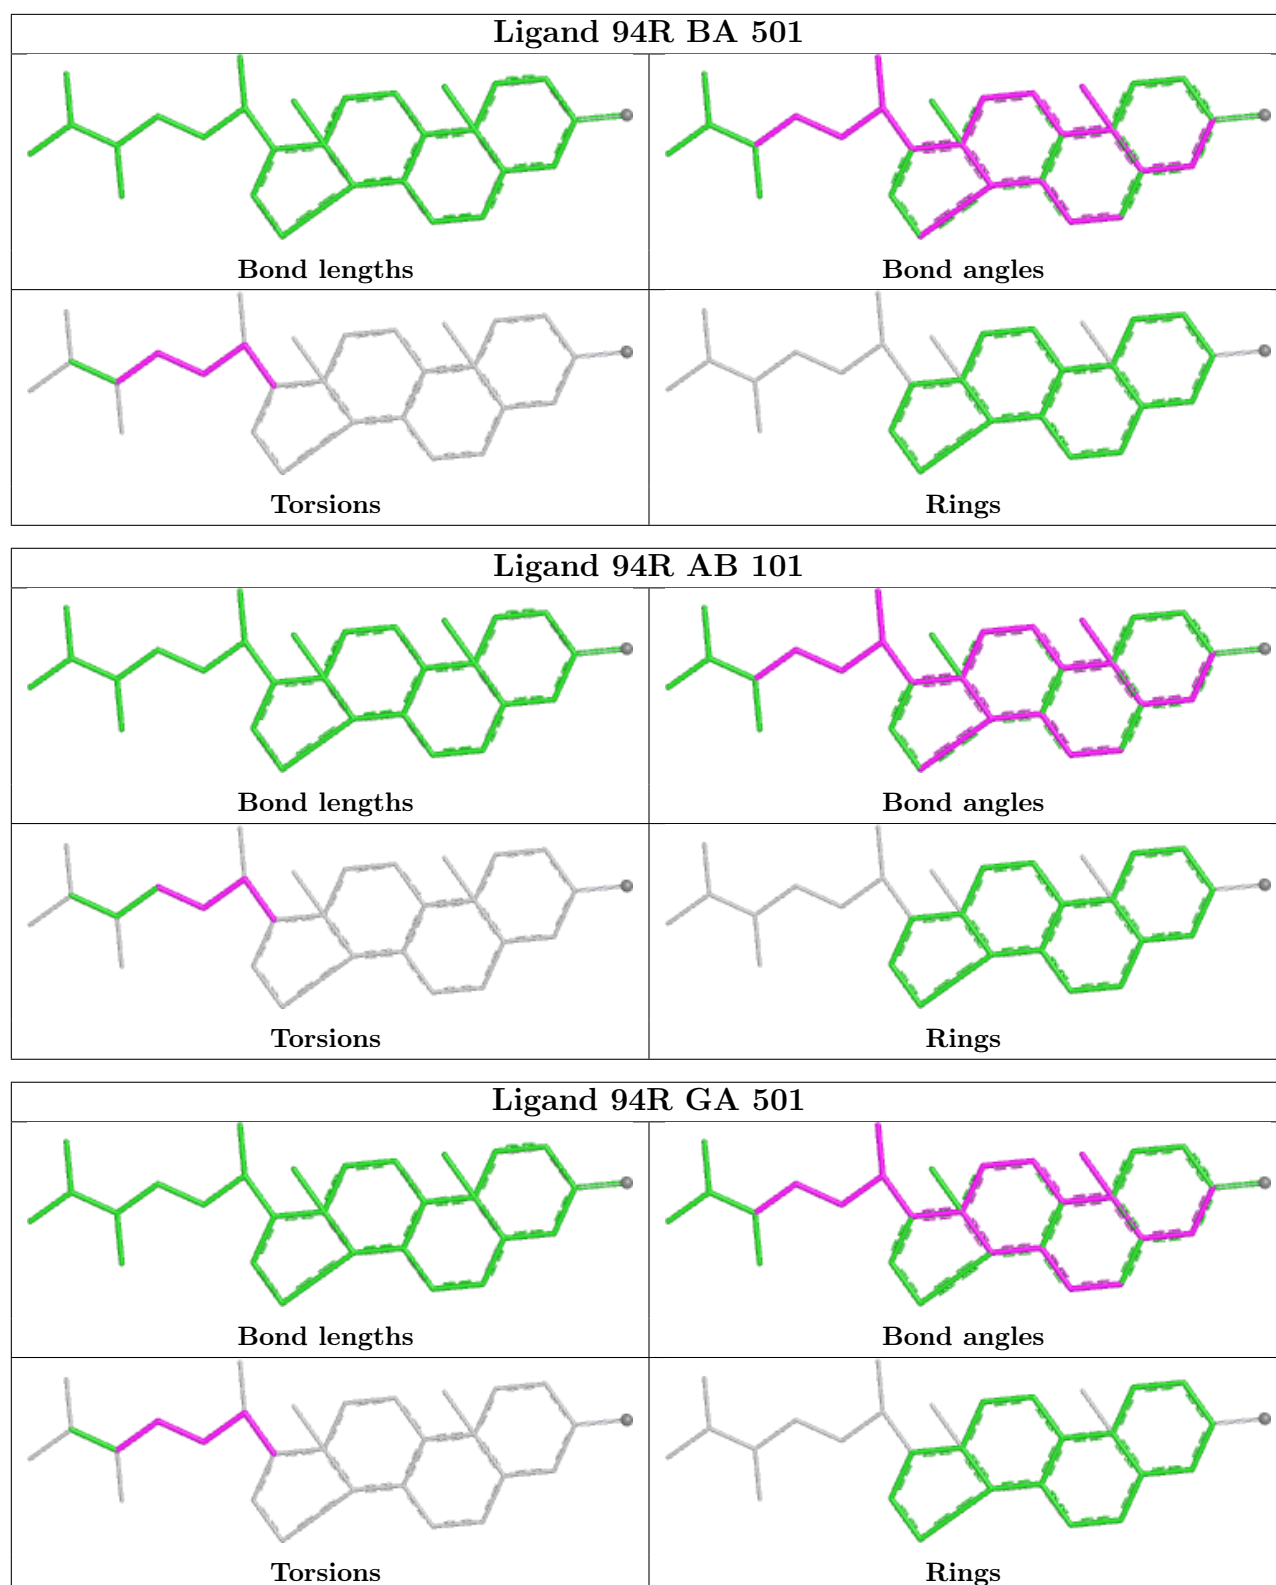 Ligand 94R BA 501
Bond lengths
Bond angles
Torsions
Rings
Ligand 94R AB 101
Bond lengths
Bond angles
Torsions
Rings
Ligand 94R GA 501
Bond lengths
Bond angles
Torsions
Rings